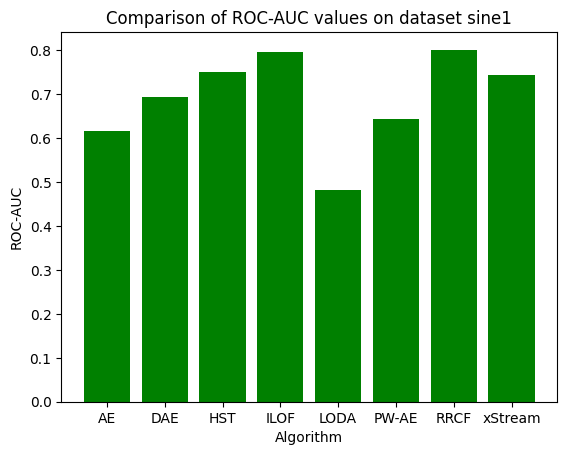 Comparison of ROC-AUC values on dataset sine1
ROC-AUC
0.8
0.7
0.6
0.5
0.4
0.3
0.2
0.1
0.0
AE DAE HST ILOF LODA PW-AE RRCF xStream
Algorithm